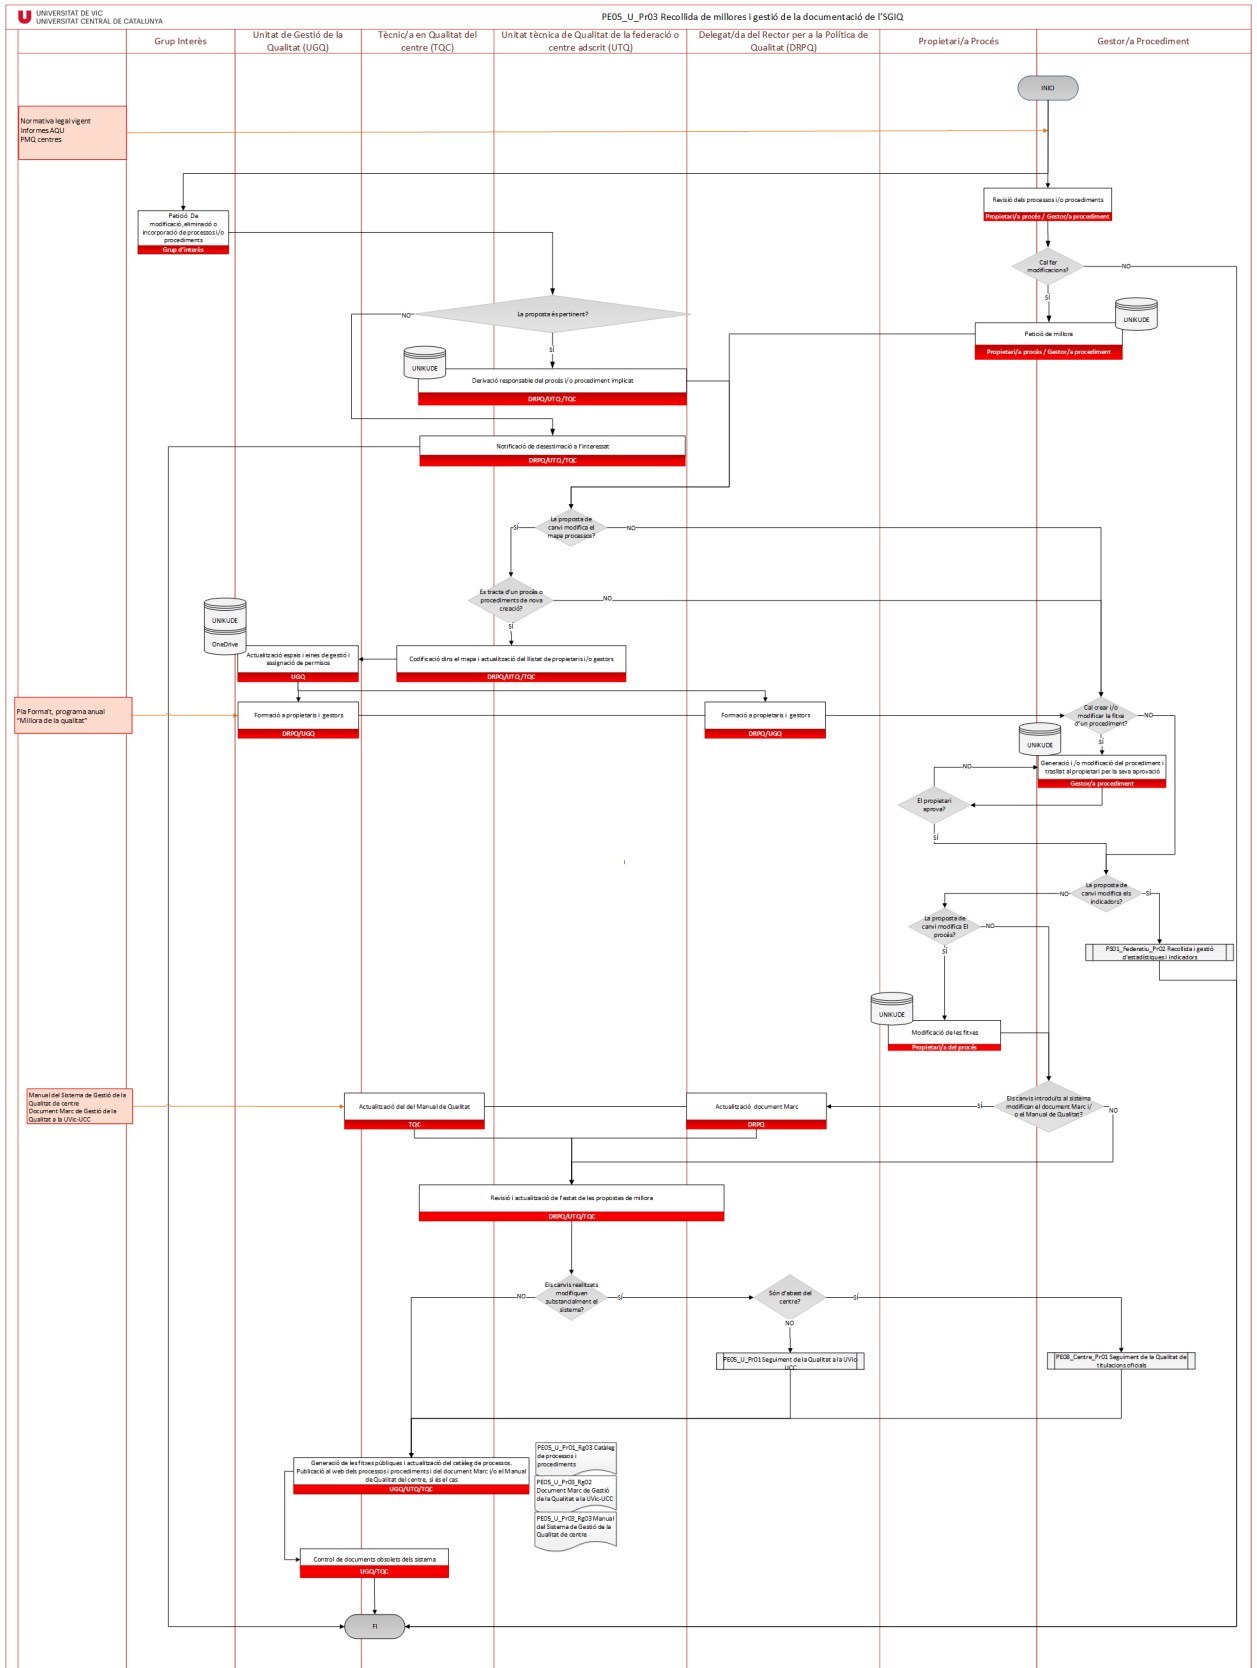 UNIVERSITAT DE VIC
UNIVERSITAT CENTRAL DE CATALUNYA
PE05_U_Pr03 Recollida de millores i gestió de la documentació de l'SGIQ
Grup Interès
Unitat de Gestió de la
Qualitat (UGQ)
Tècnic/a en Qualitat del
centre (TQC)
Unitat tècnica de Qualitat de la federació o
centre adscrit (UTQ)
Delegat/da del Rector per a la Política de
Qualitat (DRPQ)
Propietari/a Procés
Gestor/a Procediment
INICI
Normativa legal vigent
Informes AQU
PMQ centres
Revisió dels processos i/o procediments
Propietari/a procés / Gestor/a procediment
Petició De
modificació, eliminació o
incorporació de processos i/o
procediments
Grup d'interès
Cal fer
modificacions?
NO
SÍ
UNIKUDE
Petició de millora
Propietari/a procés / Gestor/a procediment
La proposta és pertinent?
NO
SÍ
UNIKUDE
Derivació responsable del procés i/o procediment implicat
DRPQ/UTQ/TQC
Notificació de desestimació a l'interessat
DRPQ/UTQ/TQC
La proposta de
canvi modifica el
mapa processos?
SÍ
NO
Es tracta d'un procés o
procediments de nova
creació?
NO
SÍ
UNIKUDE
OneDrive
Actualització espais i eines de gestió i
assignació de permisos
UGQ
Codificació dins el mapa i actualització del llistat de propietaris i/o gestors
DRPQ/UTQ/TQC
Pla Forma't, programa anual
"Millora de la qualitat"
Formació a propietaris i gestors
DRPQ/UGQ
Formació a propietaris i gestors
DRPQ/UGQ
Cal crear i/o
modificar la fitxa
d'un procediment?
NO
SÍ
UNIKUDE
Generació i /o modificació del procediment i
trasllat al propietari per la seva aprovació
Gestor/a procediment
NO
El propietari
aprova?
SÍ
La proposta de
canvi modifica els
indicadors?
NO
SÍ
La proposta de
canvi modifica El
procés?
NO
SÍ
PS01_Federatiu_Pr02 Recollida i gestió
d'estadístiques i indicadors
UNIKUDE
Modificació de les fitxes
Propietari/a del procés
Manual del Sistema de Gestió de la
Qualitat de centre
Document Marc de Gestió de la
Qualitat a la UVic-UCC
Actualització del del Manual de Qualitat
TQC
Actualització document Marc
DRPQ
Els canvis introduïts al sistema
modifican el document Marc i/
o el Manual de Qualitat?
SÍ
NO
Revisió i actualització de l'estat de les propostes de millora
DRPQ/UTQ/TQC
Els canvis realitzats
modifiquen
substancialment el
sistema?
NO
SÍ
Són d'abast del
centre?
SÍ
NO
PE05_U_Pr01 Seguiment de la Qualitat a la UVic-
UCC
PE08_Centre_Pr01 Seguiment de la Qualitat de
titulacions oficials
Generació de les fitxes públiques i actualització del catàleg de processos.
Publicació al web dels processos i procediments i del document Marc i/o el Manual
de Qualitat del centre, si és el cas
UGQ/UTQ/TQC
PE05_U_Pr01_Rg03 Catàleg
de processos i
procediments
PE05_U_Pr03_Rg02
Document Marc de Gestió
de la Qualitat a la UVic-UCC
PE05_U_Pr03_Rg03 Manual
del Sistema de Gestió de la
Qualitat de centre
Control de documents obsolets dels sistema
UGQ/TQC
FI